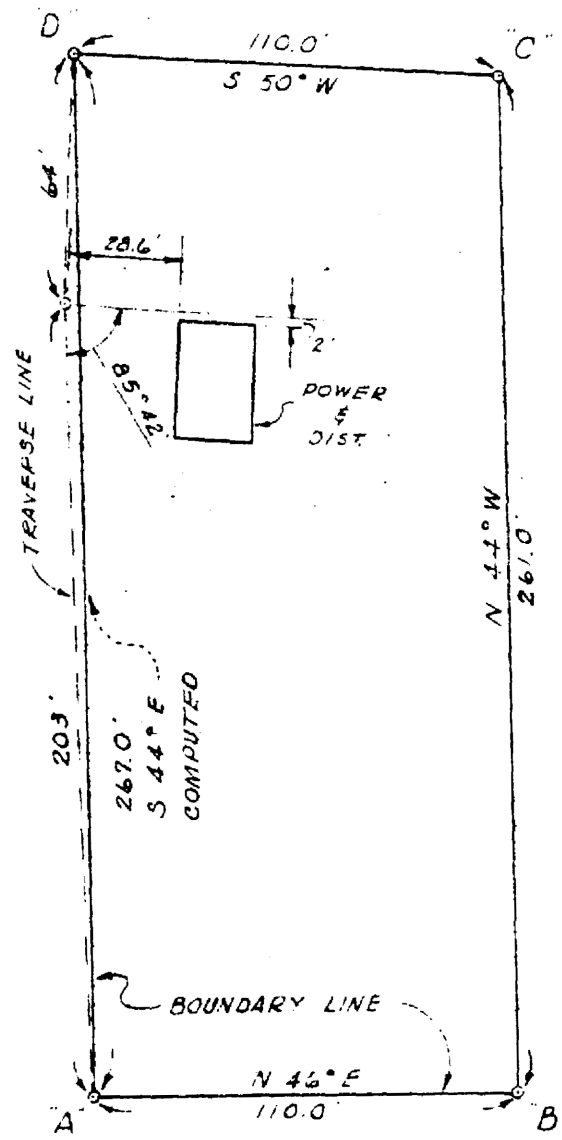 D
110.0'
"C"
S 50° W
64'
28.6'
2'
85° 42'
POWER
&
DIST.
TRAVERSE LINE
N 44° W
261.0'
203'
267.0'
S 44° E
COMPUTED
BOUNDARY LINE
N 46° E
110.0'
"A"
"B